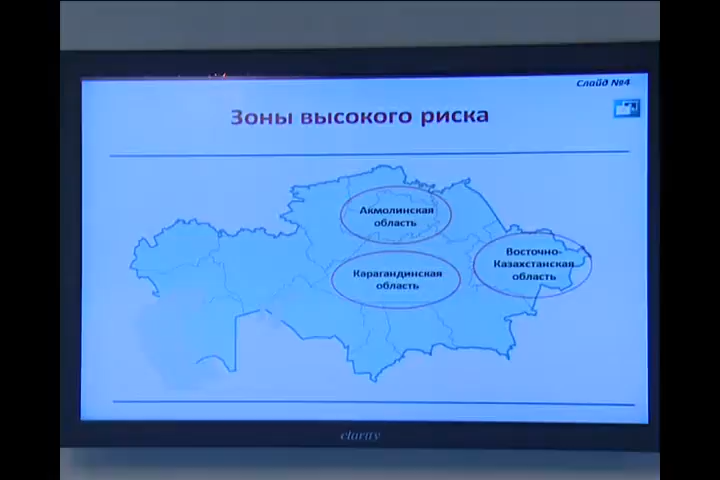 Слайд №4
Зоны высокого риска
Акмолинская
область
Восточно-
Казахстанская
область
Карагандинская
область
clarity